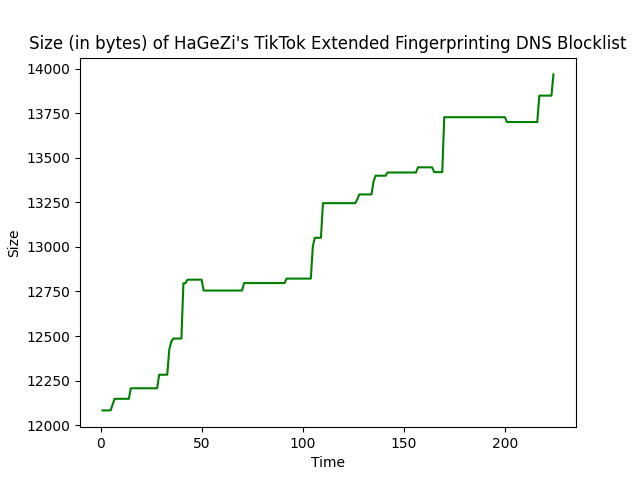 Size (in bytes) of HaGeZi's TikTok Extended Fingerprinting DNS Blocklist
14000
13750
13500
13250
13000
12750
12500
12250
12000
Size
0 50 100 150 200
Time